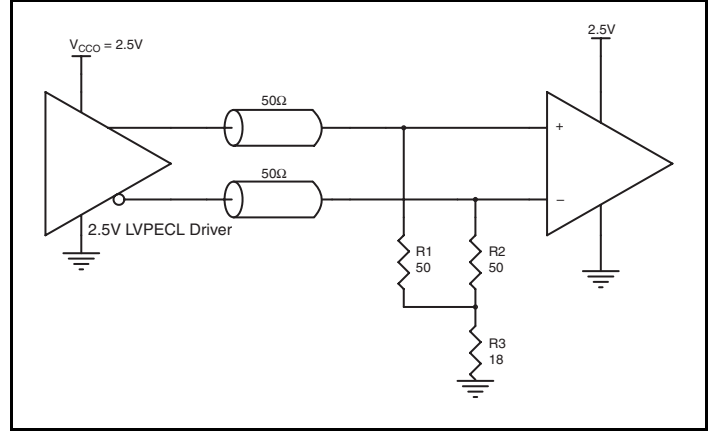 V_CCO = 2.5V
2.5V
50Ω
+
50Ω
–
2.5V LVPECL Driver
R1
50
R2
50
R3
18